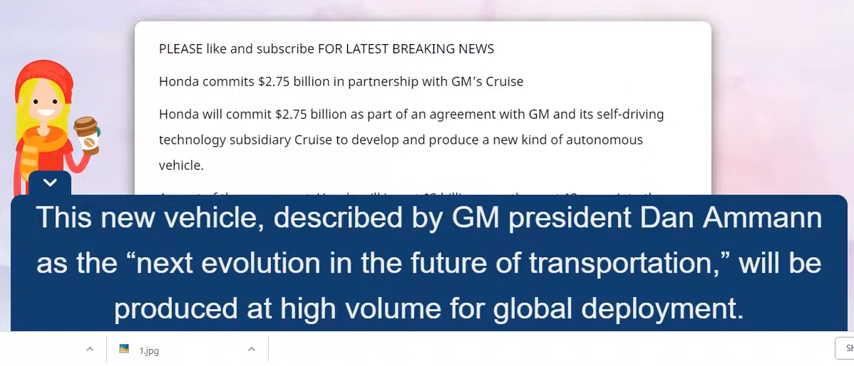 PLEASE like and subscribe FOR LATEST BREAKING NEWS
Honda commits $2.75 billion in partnership with GM's Cruise
Honda will commit $2.75 billion as part of an agreement with GM and its self-driving
technology subsidiary Cruise to develop and produce a new kind of autonomous
vehicle.
This new vehicle, described by GM president Dan Ammann
as the “next evolution in the future of transportation,” will be
produced at high volume for global deployment.
1.jpg